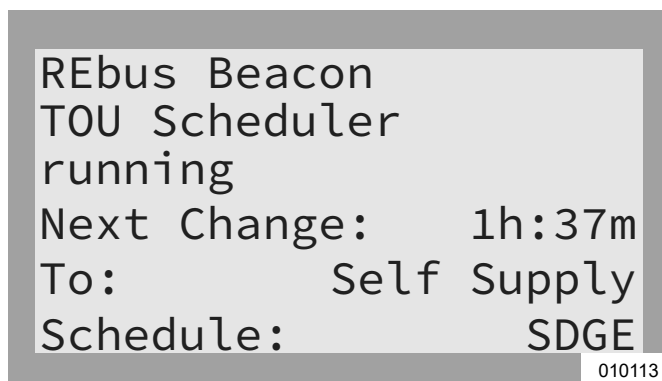 REbus Beacon
TOU Scheduler
running
Next Change: 1h:37m
To: Self Supply
Schedule: SDGE
010113